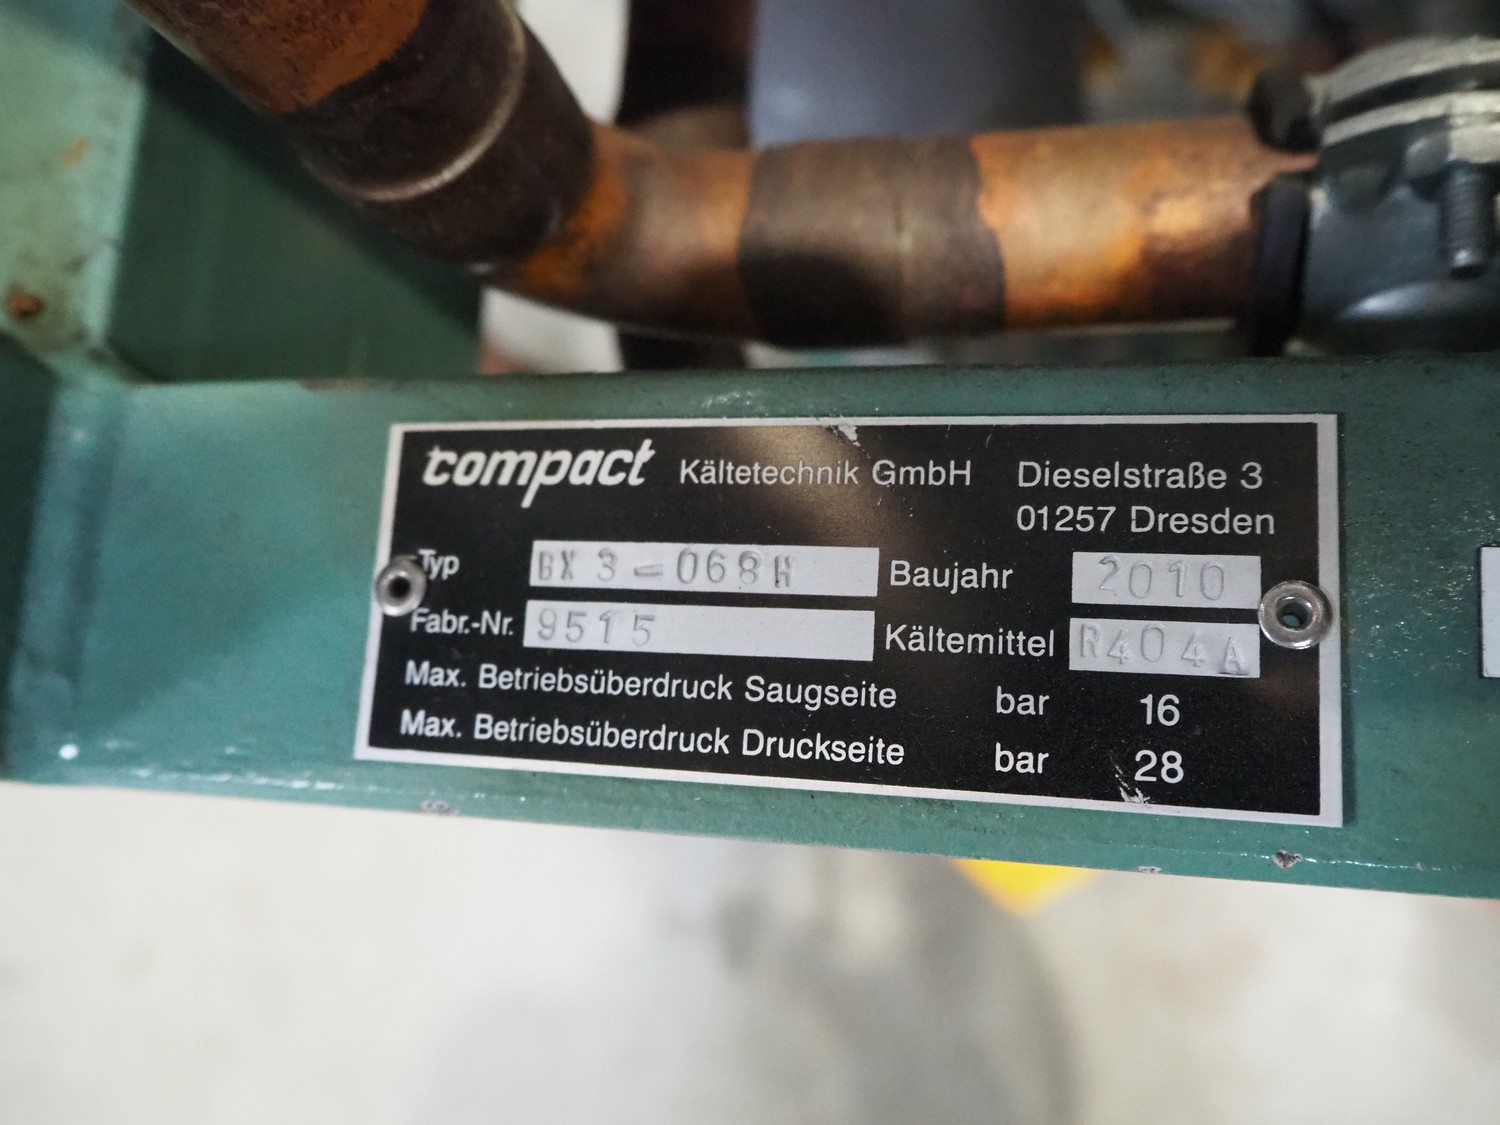 compact Kältetechnik GmbH Dieselstraße 3
01257 Dresden
Typ BX 3-068H Baujahr 2010
Fabr.-Nr. 9515 Kältemittel R404A
Max. Betriebsüberdruck Saugseite bar 16
Max. Betriebsüberdruck Druckseite bar 28